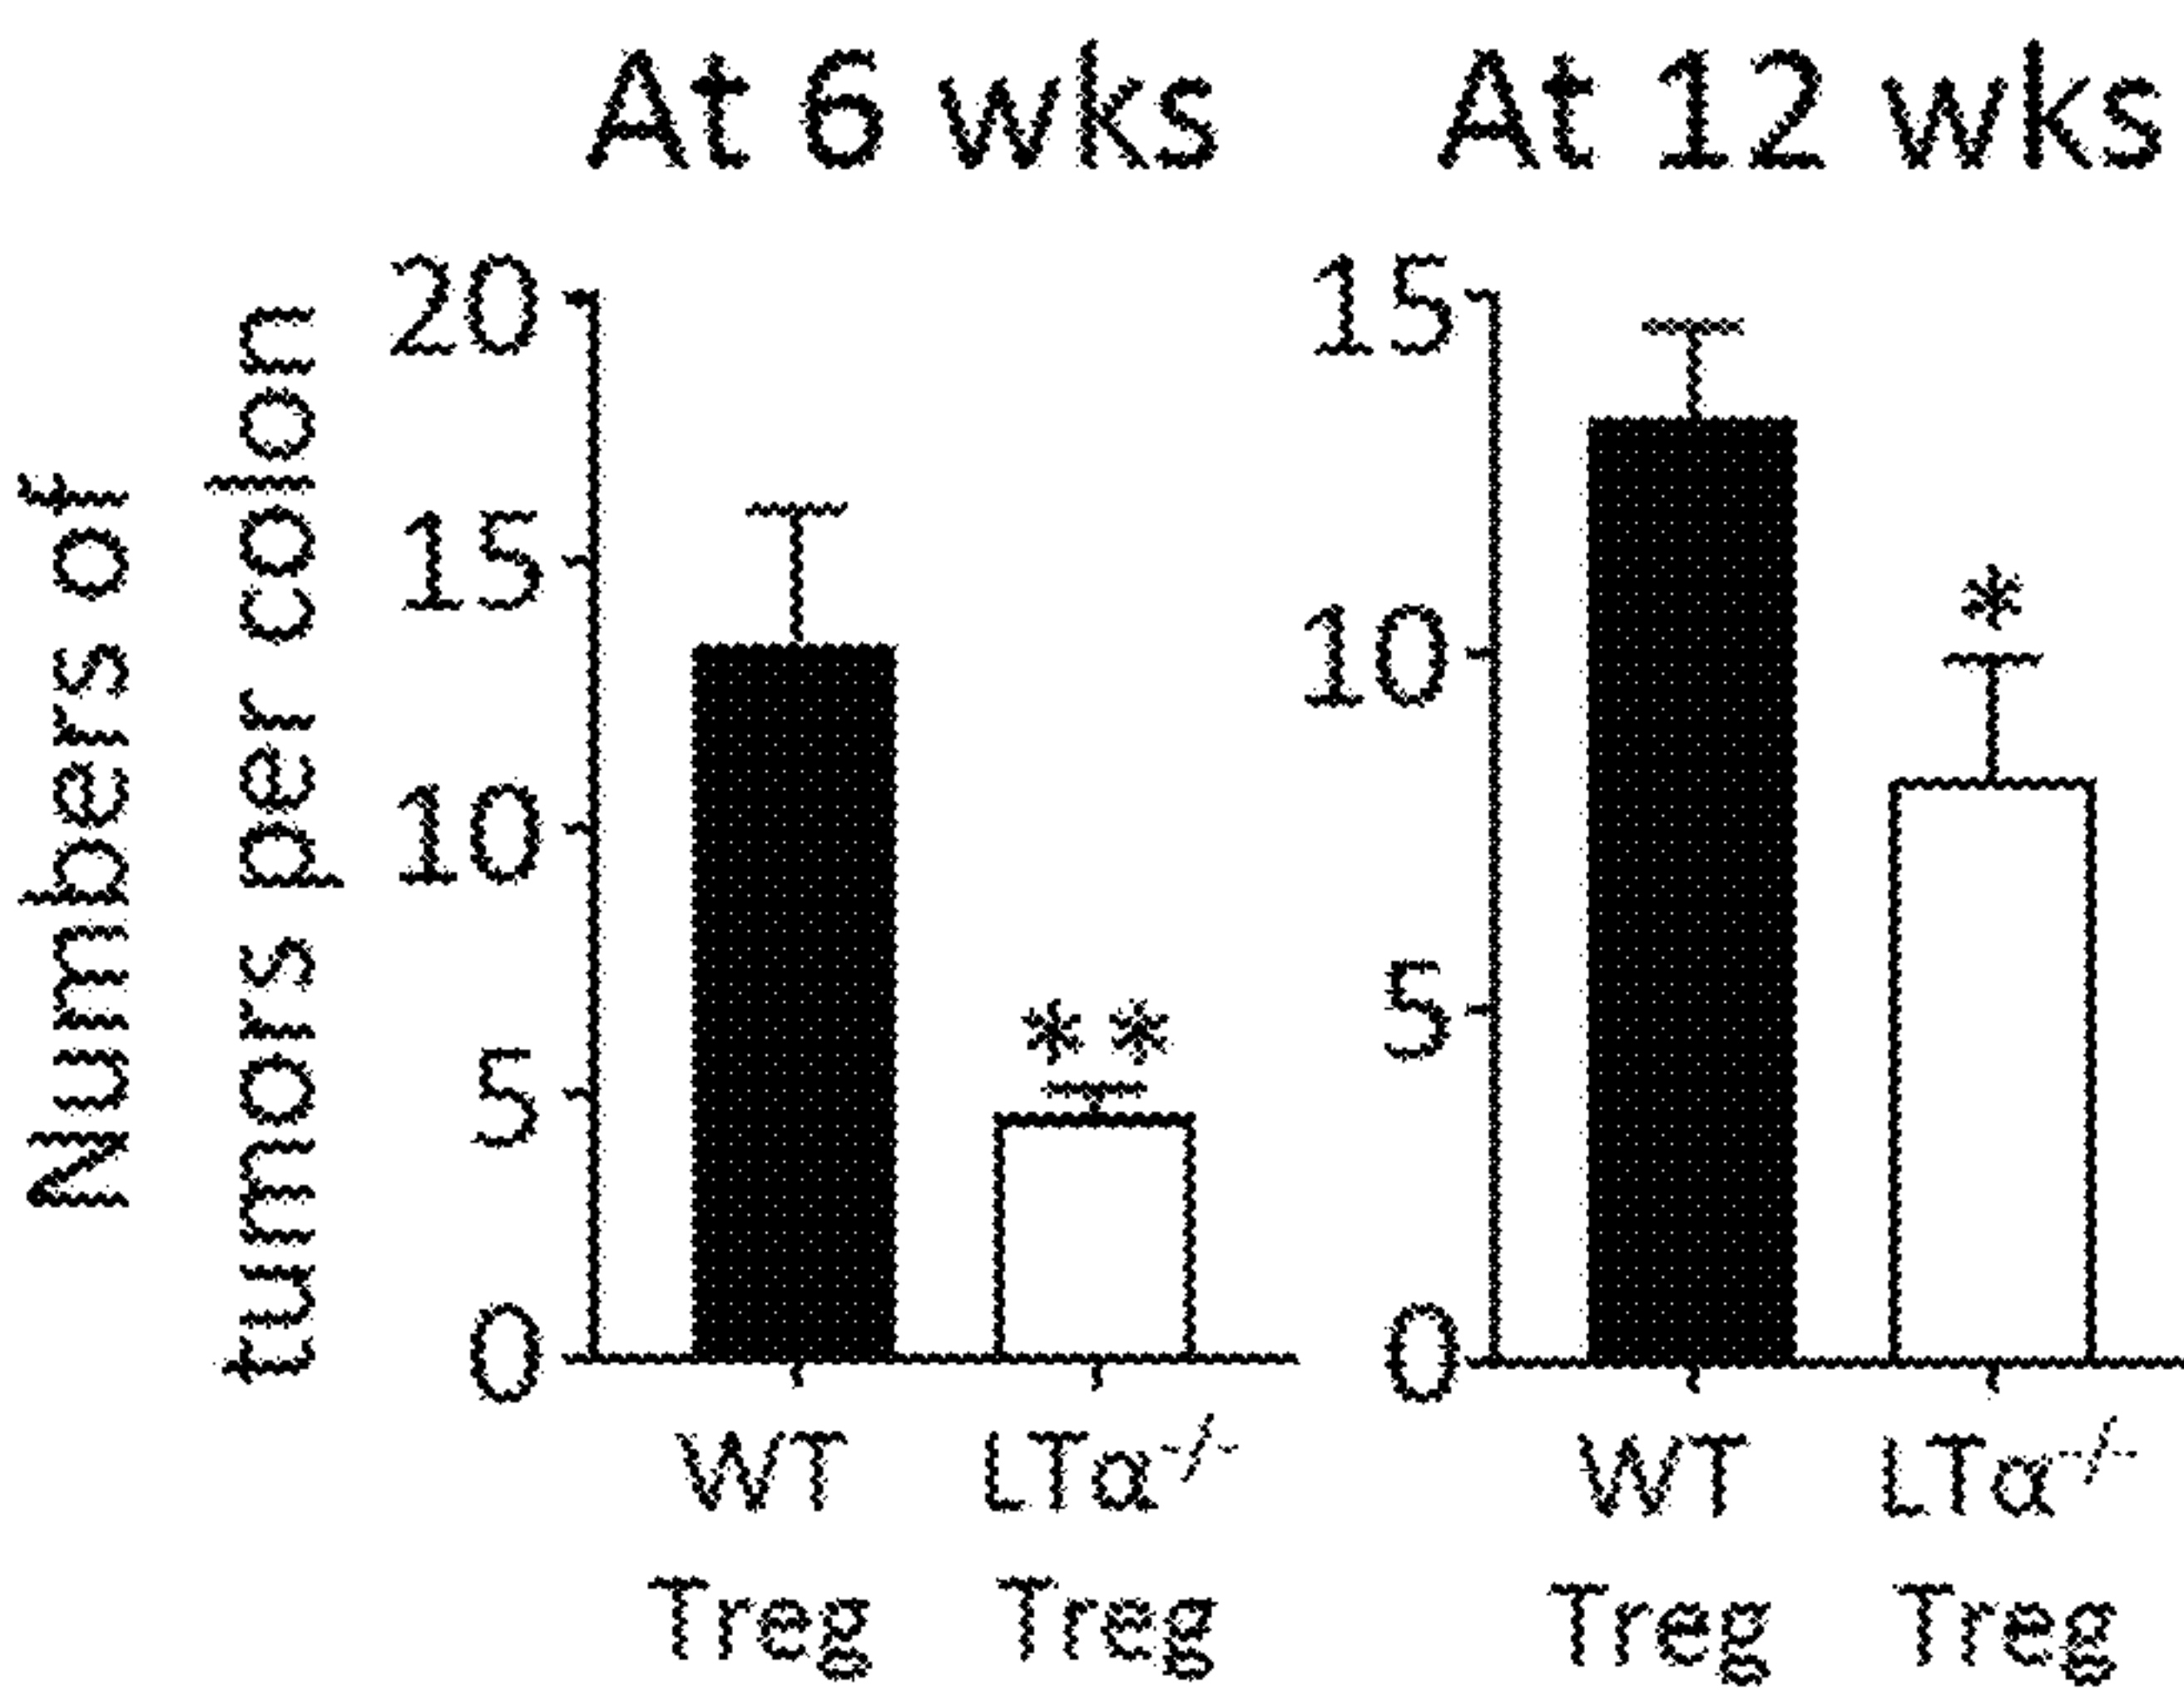 At 6 wks
At 12 wks
Numbers of
tumors per colon
20
15
10
5
0
**
WT
LTα-/-
Treg
Treg
15
10
5
0
*
WT
LTα-/-
Treg
Treg